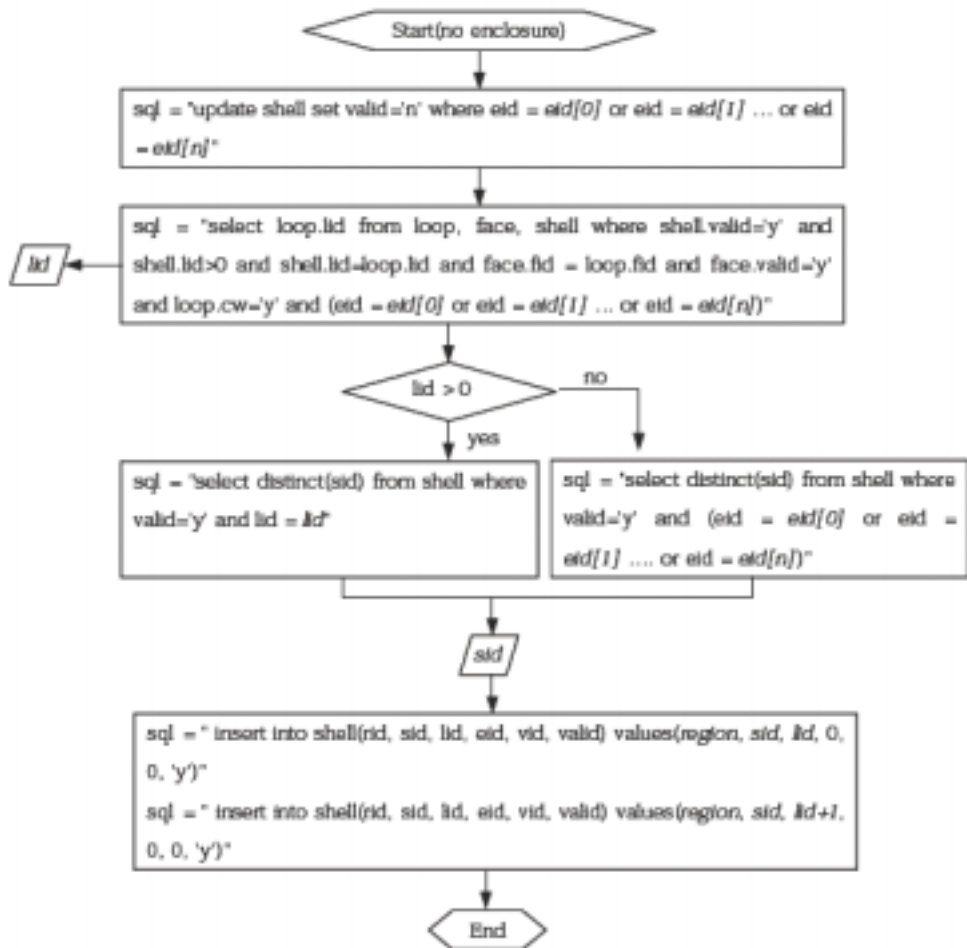 Start(no enclosure)
sql = "update shell set valid='n' where eid = eid[0] or eid = eid[1] ... or eid
= eid[n]"
sql = "select loop.lid from loop, face, shell where shell.valid='y' and
shell.lid>0 and shell.lid=loop.lid and face.fid = loop.fid and face.valid='y'
and loop.cw='y' and (eid = eid[0] or eid = eid[1] ... or eid = eid[n])"
lid
lid > 0
no
yes
sql = "select distinct(sid) from shell where
valid='y' and lid = lid"
sql = "select distinct(sid) from shell where
valid='y' and (eid = eid[0] or eid =
eid[1] .... or eid = eid[n])"
sid
sql = " insert into shell(rid, sid, lid, eid, vid, valid) values(region, sid, lid, 0,
0, 'y')"
sql = " insert into shell(rid, sid, lid, eid, vid, valid) values(region, sid, lid+1,
0, 0, 'y')"
End